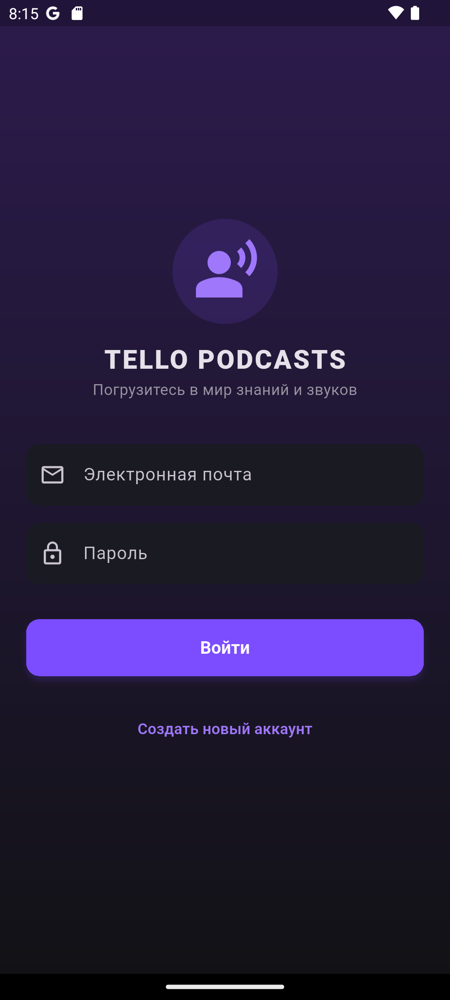 8:15
TELLO PODCASTS
Погрузитесь в мир знаний и звуков
Электронная почта
Пароль
Войти
Создать новый аккаунт